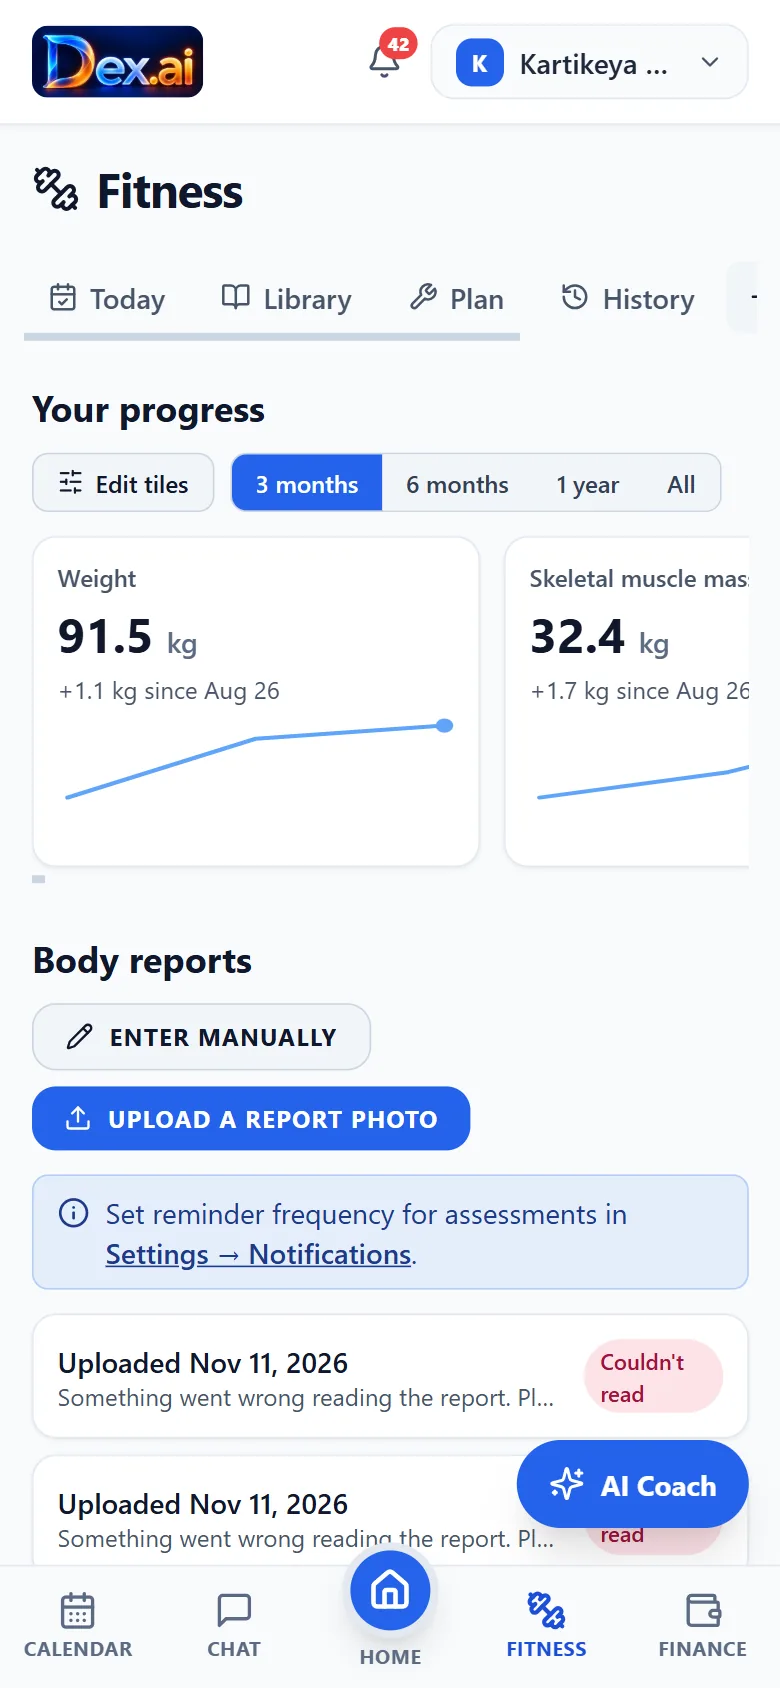 Dex.ai
42
K
Kartikeya ...
Fitness
Today
Library
Plan
History
Your progress
Edit tiles
3 months
6 months
1 year
All
Weight
91.5 kg
+1.1 kg since Aug 26
Skeletal muscle mas
32.4 kg
+1.7 kg since Aug 26
Body reports
ENTER MANUALLY
UPLOAD A REPORT PHOTO
Set reminder frequency for assessments in
Settings → Notifications.
Uploaded Nov 11, 2026
Something went wrong reading the report. Pl...
Couldn't
read
Uploaded Nov 11, 2026
Something went wrong reading the report. Pl...
read
AI Coach
CALENDAR
CHAT
HOME
FITNESS
FINANCE